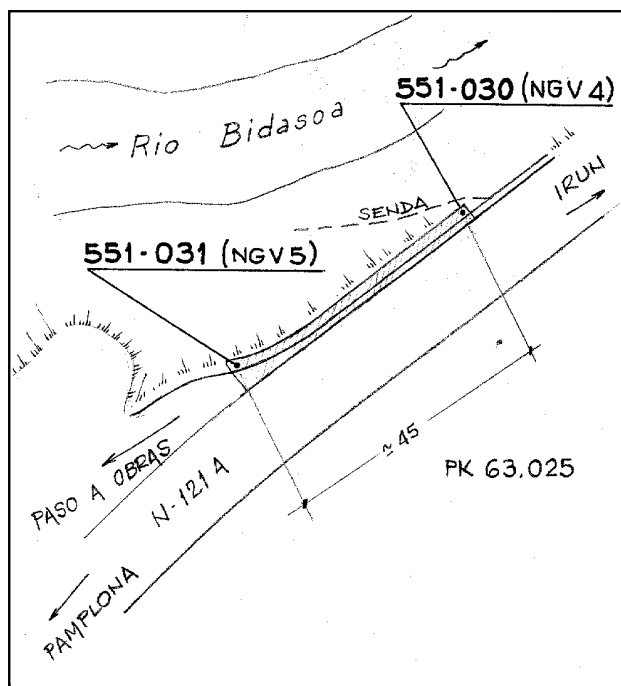 551-030 (NGV4)
Rio Bidasoa
IRUN
SENDA
551-031 (NGV5)
≃ 45
PK 63.025
PASO A OBRAS
N-121 A
PAMPLONA